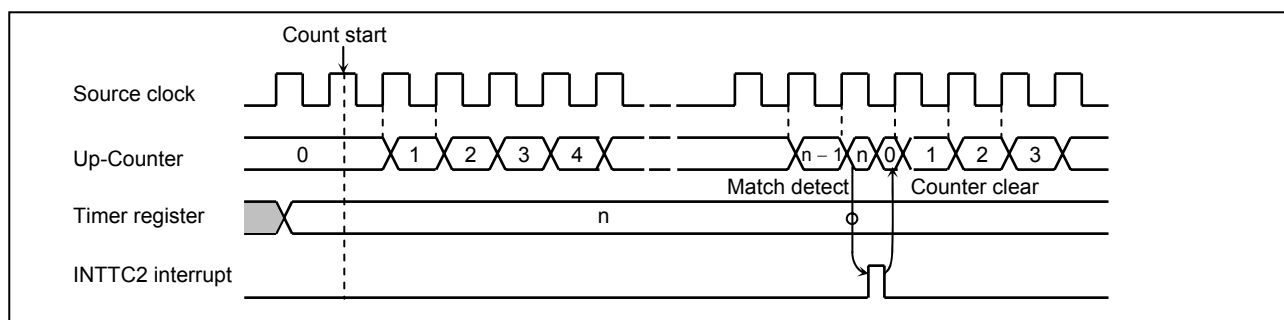 Count start
Source clock
Up-Counter 0 1 2 3 4 n – 1 n 0 1 2 3
Match detect Counter clear
Timer register n
INTTC2 interrupt